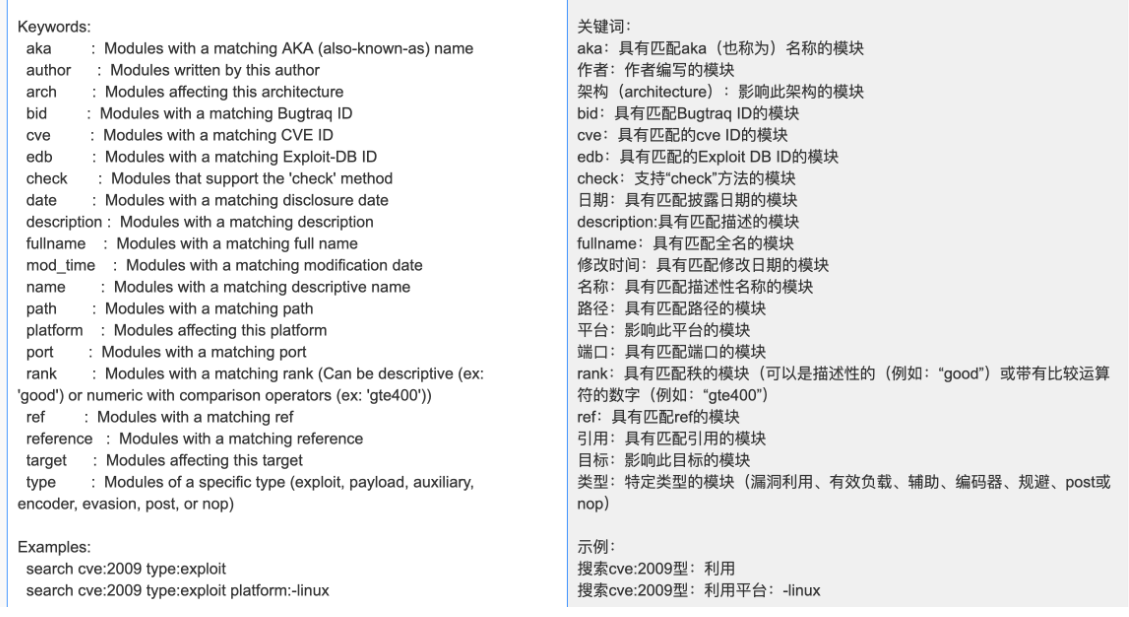 Keywords:
aka : Modules with a matching AKA (also-known-as) name
author : Modules written by this author
arch : Modules affecting this architecture
bid : Modules with a matching Bugtraq ID
cve : Modules with a matching CVE ID
edb : Modules with a matching Exploit-DB ID
check : Modules that support the 'check' method
date : Modules with a matching disclosure date
description : Modules with a matching description
fullname : Modules with a matching full name
mod_time : Modules with a matching modification date
name : Modules with a matching descriptive name
path : Modules with a matching path
platform : Modules affecting this platform
port : Modules with a matching port
rank : Modules with a matching rank (Can be descriptive (ex:
'good') or numeric with comparison operators (ex: 'gte400'))
ref : Modules with a matching ref
reference : Modules with a matching reference
target : Modules affecting this target
type : Modules of a specific type (exploit, payload, auxiliary,
encoder, evasion, post, or nop)
Examples:
search cve:2009 type:exploit
search cve:2009 type:exploit platform:-linux
关键词：
aka：具有匹配aka（也称为）名称的模块
作者：作者编写的模块
架构（architecture）：影响此架构的模块
bid：具有匹配Bugtraq ID的模块
cve：具有匹配的cve ID的模块
edb：具有匹配的Exploit DB ID的模块
check：支持“check”方法的模块
日期：具有匹配披露日期的模块
description:具有匹配描述的模块
fullname：具有匹配全名的模块
修改时间：具有匹配修改日期的模块
名称：具有匹配描述性名称的模块
路径：具有匹配路径的模块
平台：影响此平台的模块
端口：具有匹配端口的模块
rank：具有匹配秩的模块（可以是描述性的（例如：“good”）或带有比较运算
符的数字（例如：“gte400”）
ref：具有匹配ref的模块
引用：具有匹配引用的模块
目标：影响此目标的模块
类型：特定类型的模块（漏洞利用、有效负载、辅助、编码器、规避、post或
nop）
示例：
搜索cve:2009型：利用
搜索cve:2009型：利用平台：-linux